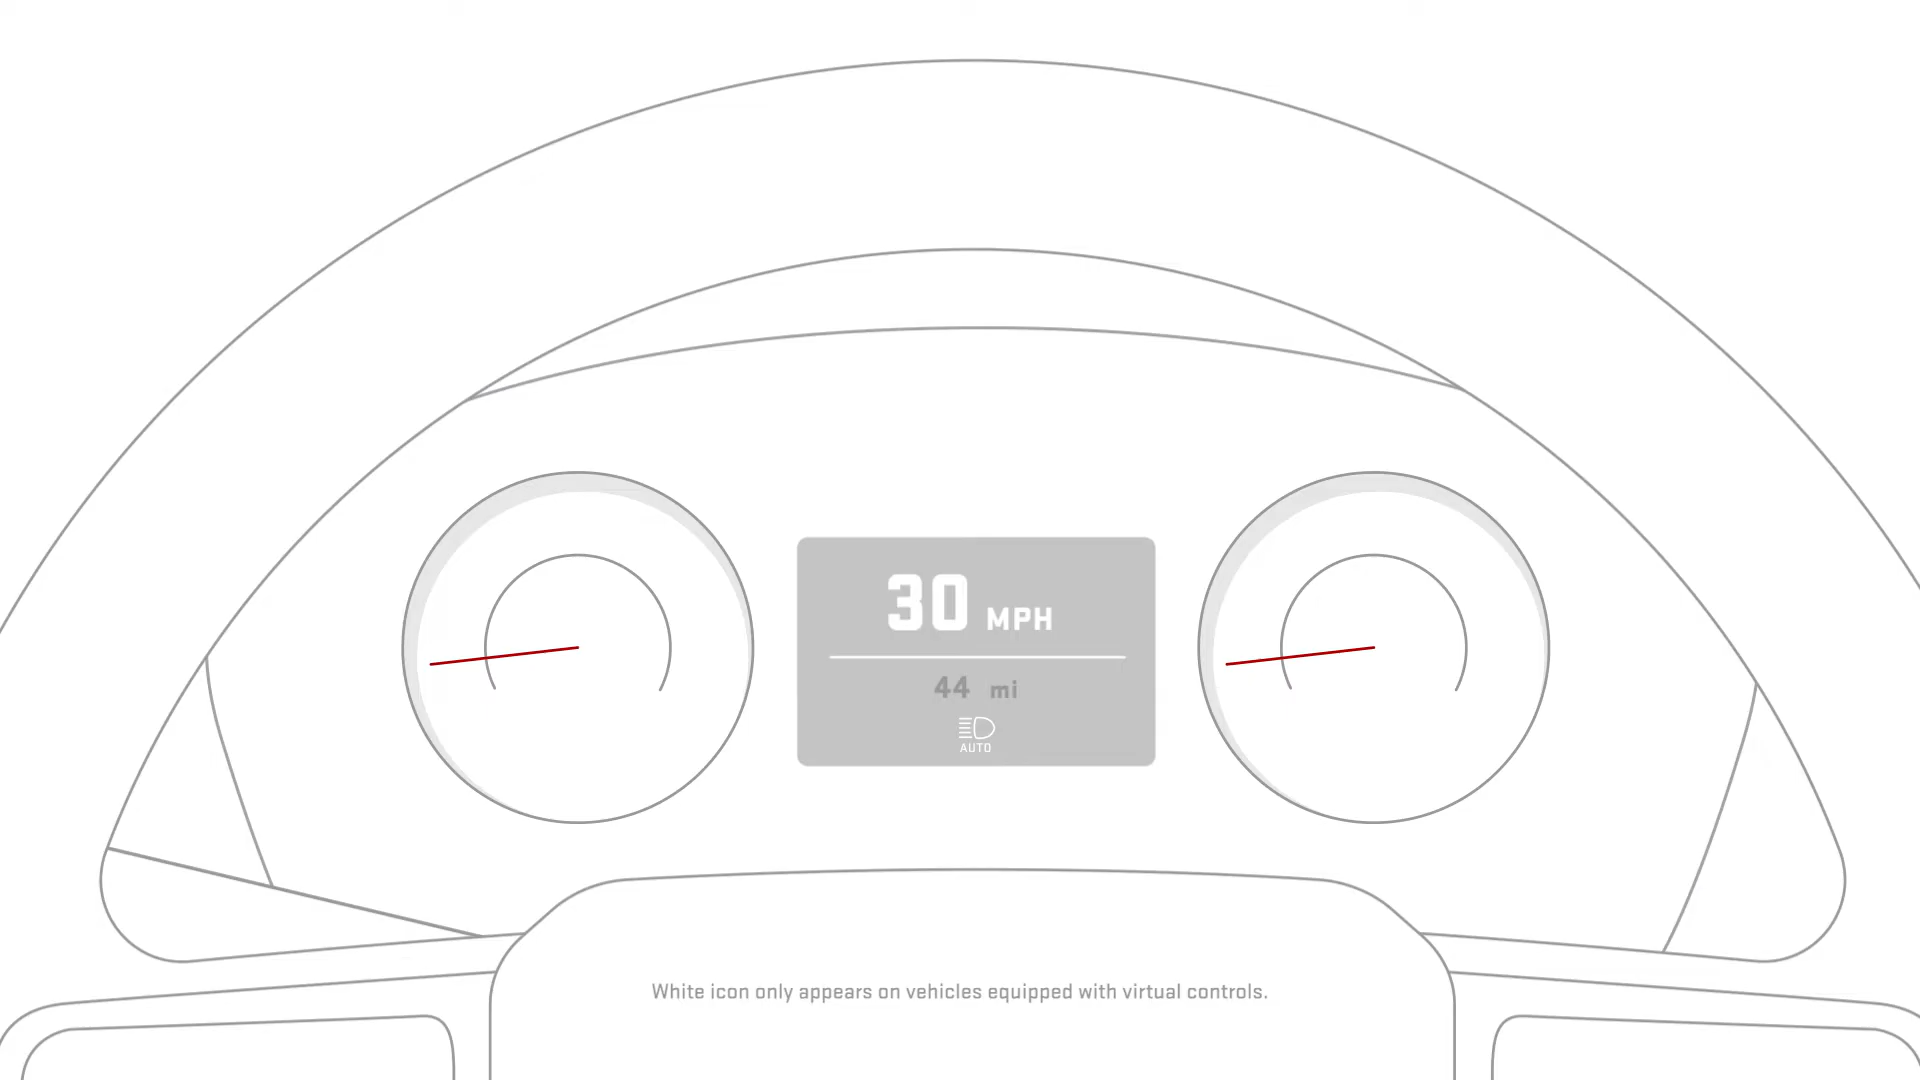 30 MPH
44 mi
AUTO
White icon only appears on vehicles equipped with virtual controls.